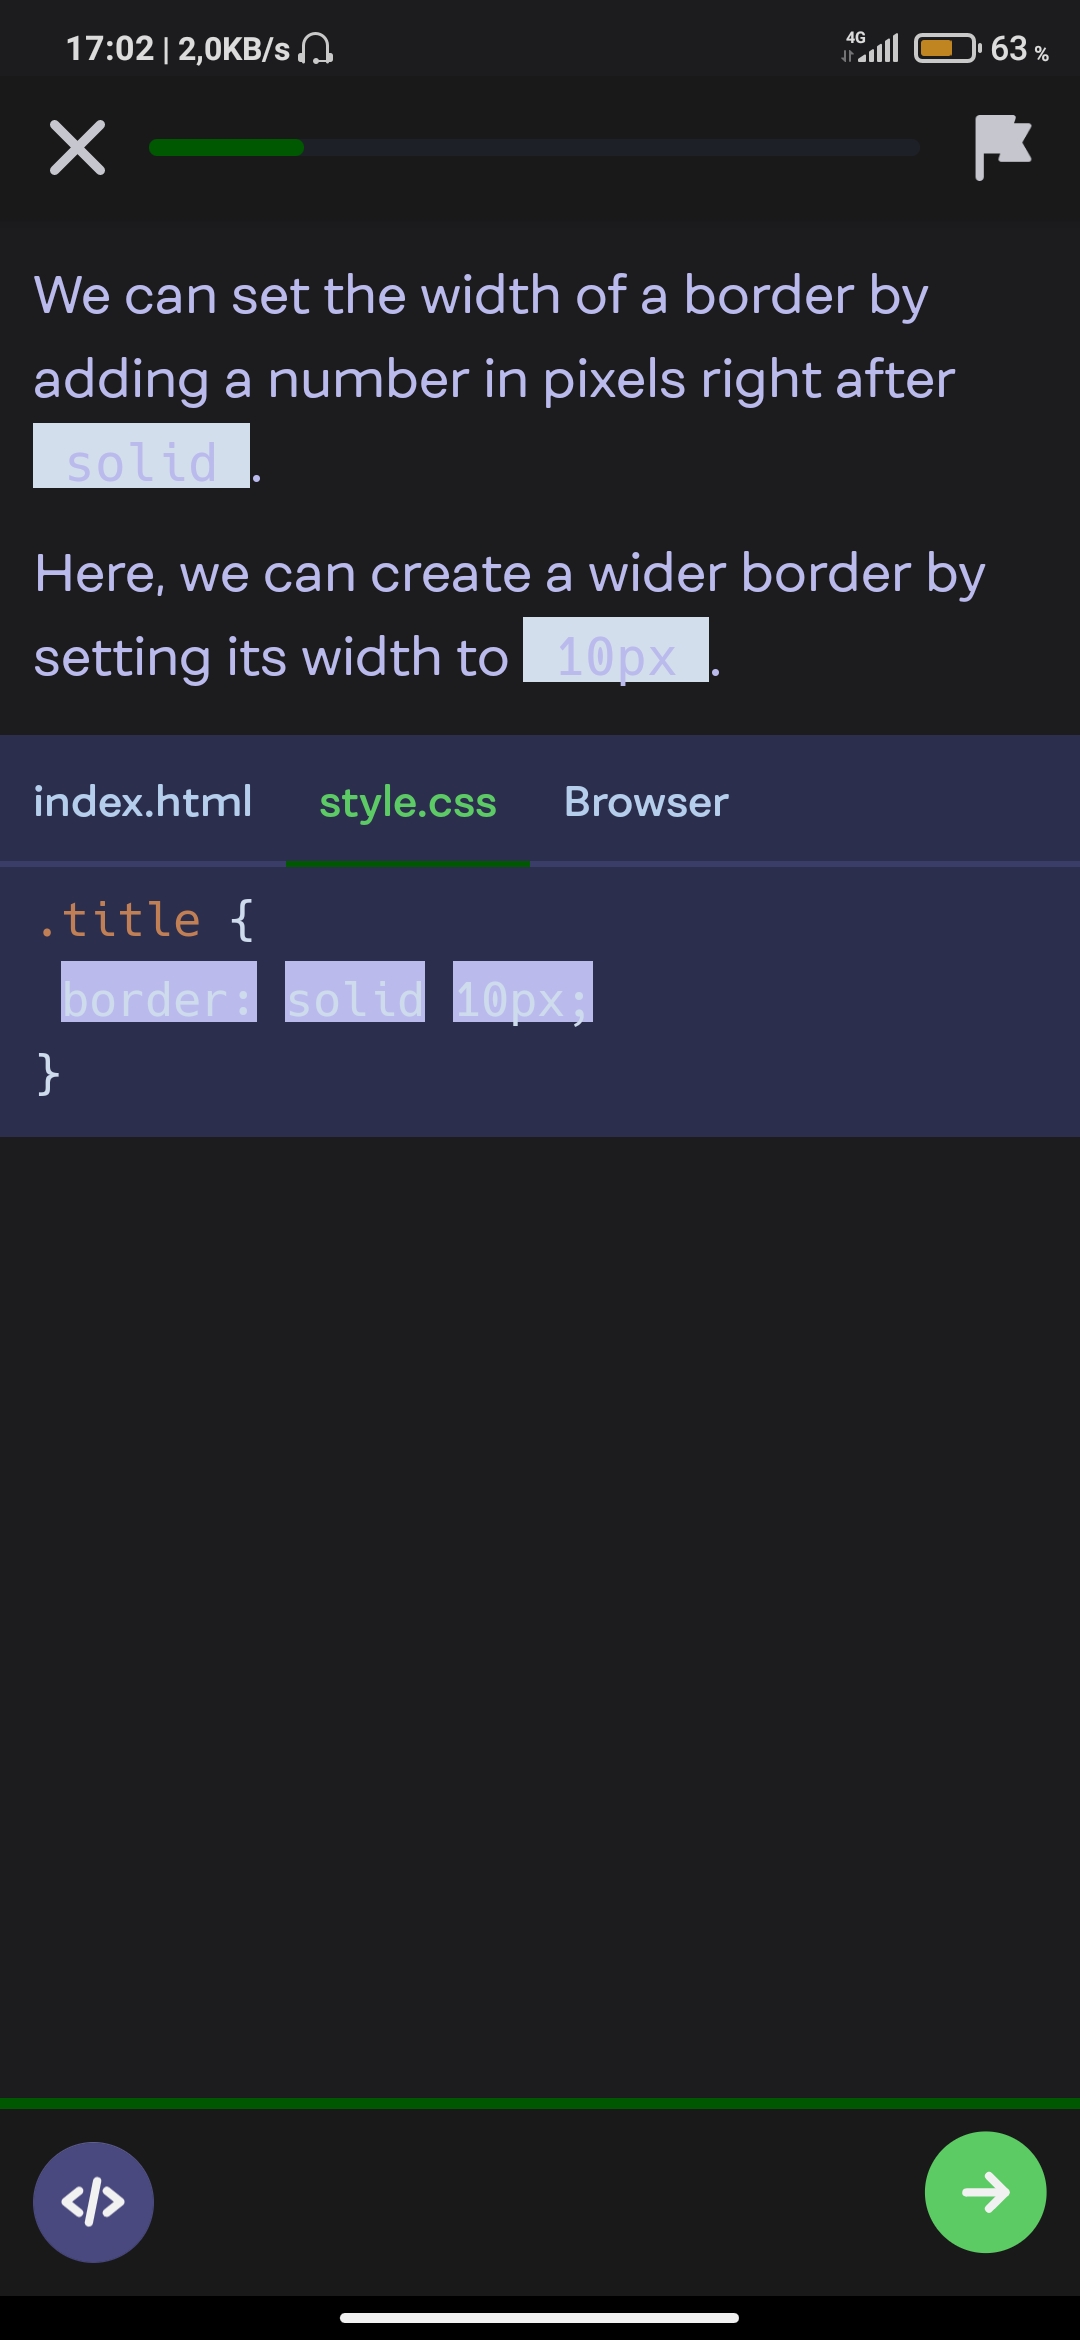 17:02 | 2,0KB/s 4G 63 %
We can set the width of a border by
adding a number in pixels right after
solid .
Here, we can create a wider border by
setting its width to 10px .
index.html style.css Browser
.title {
border: solid 10px;
}
</>